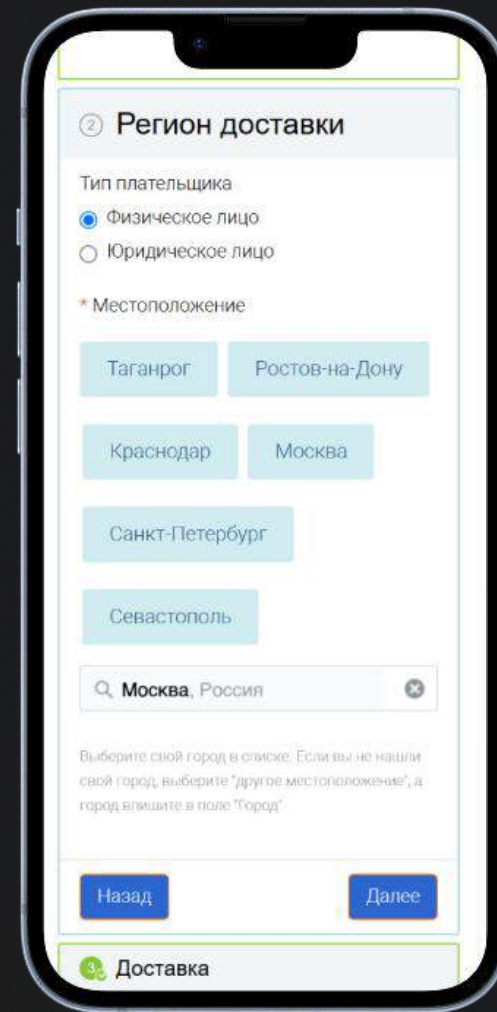 2 Регион доставки
Тип плательщика
Физическое лицо
Юридическое лицо
* Местоположение
Таганрог Ростов-на-Дону
Краснодар Москва
Санкт-Петербург
Севастополь
Москва, Россия
Выберите свой город в списке. Если вы не нашли
свой город, выберите "другое местоположение", а
город впишите в поле "Город"
Назад Далее
3 Доставка